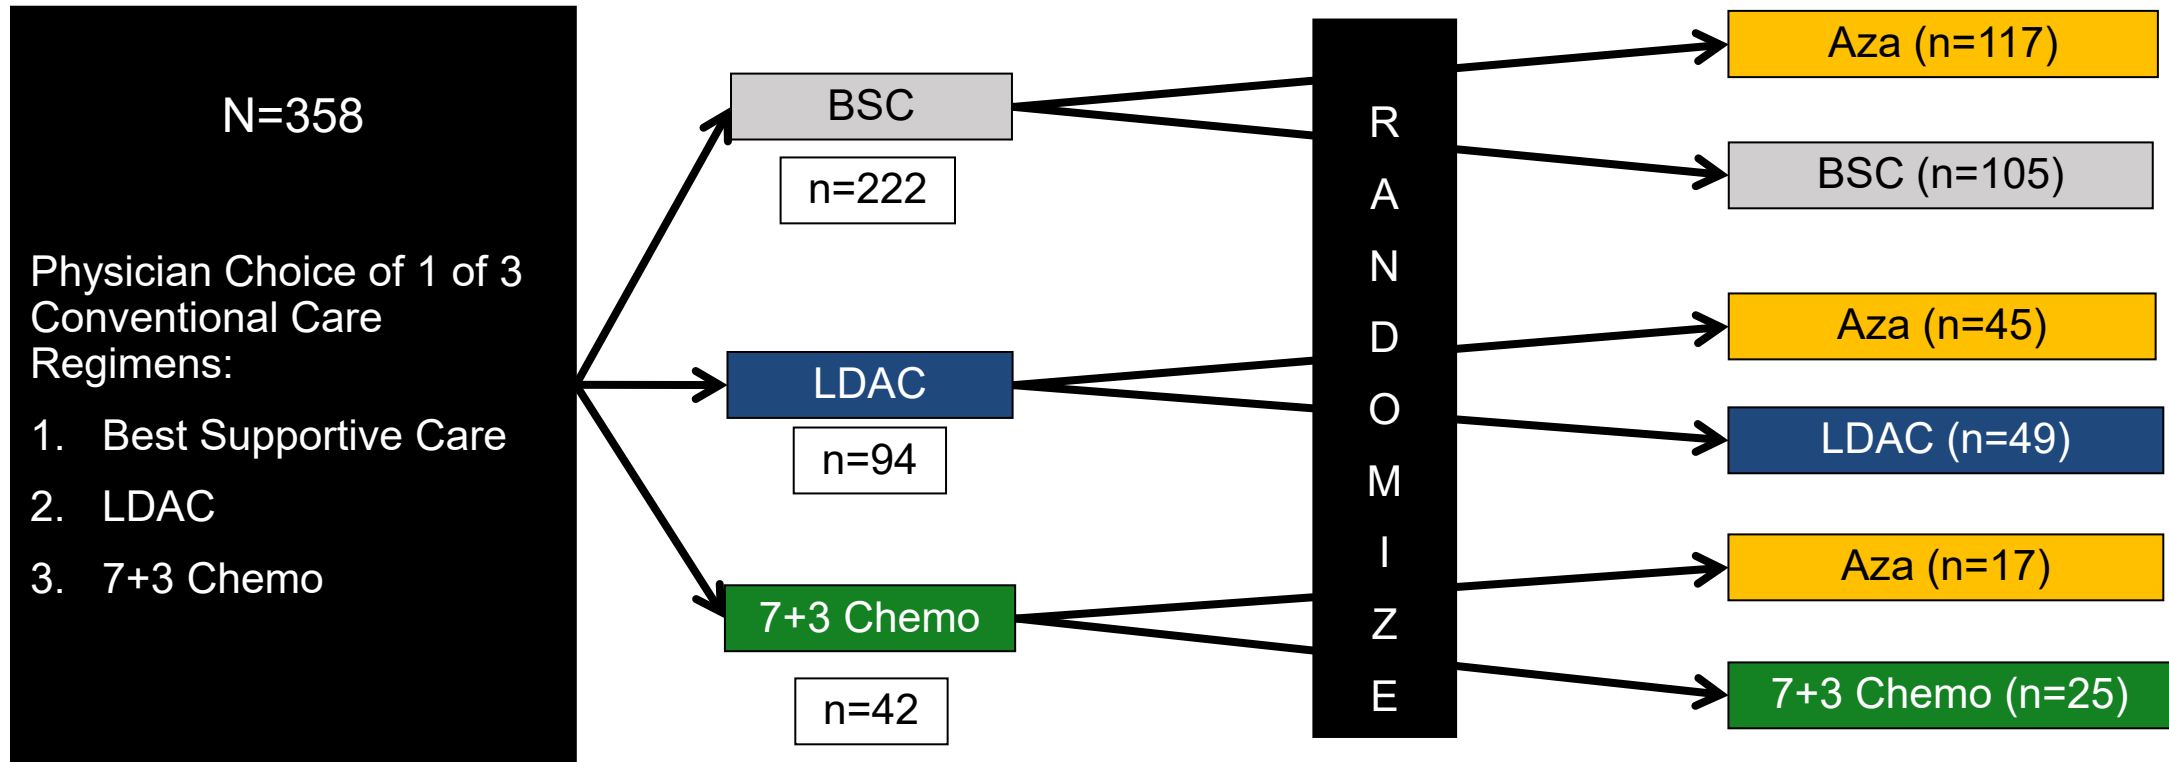 N=358
Physician Choice of 1 of 3
Conventional Care
Regimens:
1. Best Supportive Care
2. LDAC
3. 7+3 Chemo
BSC
n=222
LDAC
n=94
7+3 Chemo
n=42
R
A
N
D
O
M
I
Z
E
Aza (n=117)
BSC (n=105)
Aza (n=45)
LDAC (n=49)
Aza (n=17)
7+3 Chemo (n=25)